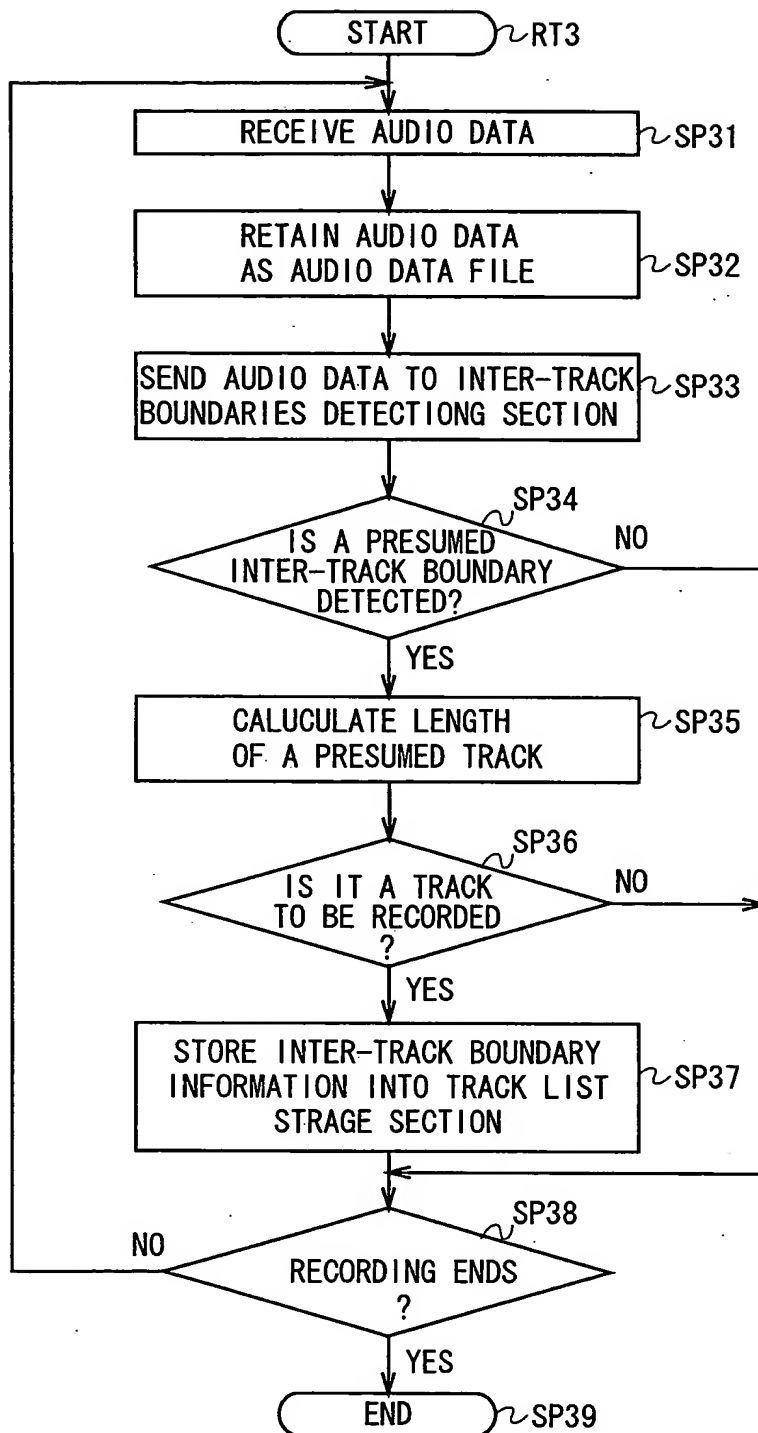 START
RT3
RECEIVE AUDIO DATA
SP31
RETAIN AUDIO DATA
AS AUDIO DATA FILE
SP32
SEND AUDIO DATA TO INTER-TRACK
BOUNDARIES DETECTIONG SECTION
SP33
SP34
IS A PRESUMED
INTER-TRACK BOUNDARY
DETECTED?
NO
YES
CALUCULATE LENGTH
OF A PRESUMED TRACK
SP35
SP36
IS IT A TRACK
TO BE RECORDED
?
NO
YES
STORE INTER-TRACK BOUNDARY
INFORMATION INTO TRACK LIST
STRAGE SECTION
SP37
SP38
NO
RECORDING ENDS
?
YES
END
SP39